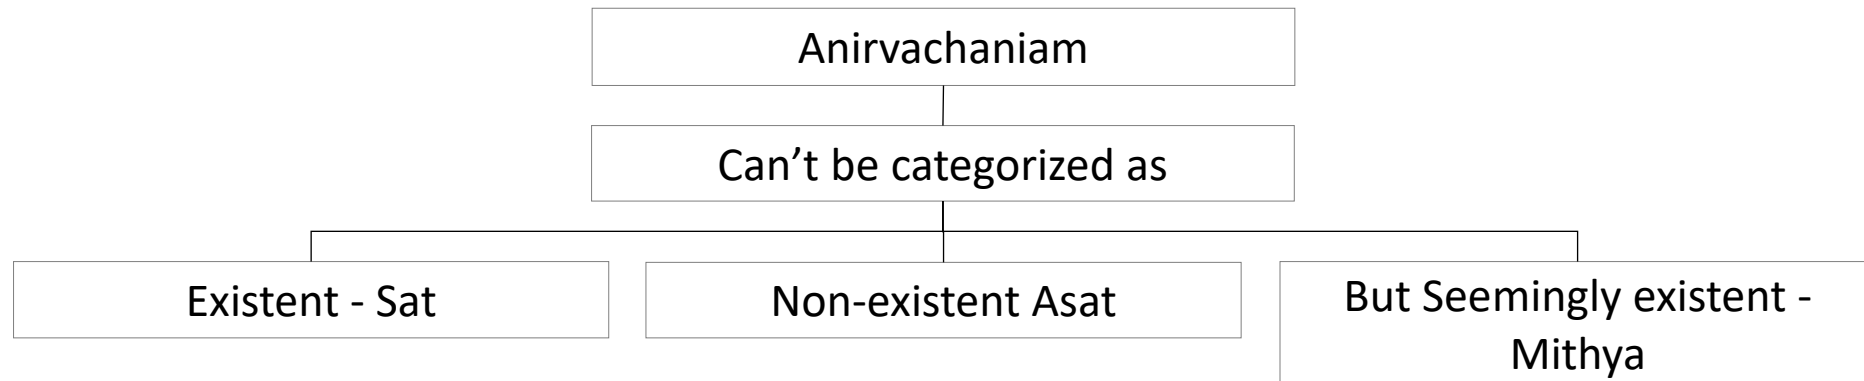 Anirvachaniam
Can’t be categorized as
Existent - Sat
Non-existent Asat
But Seemingly existent -
Mithya